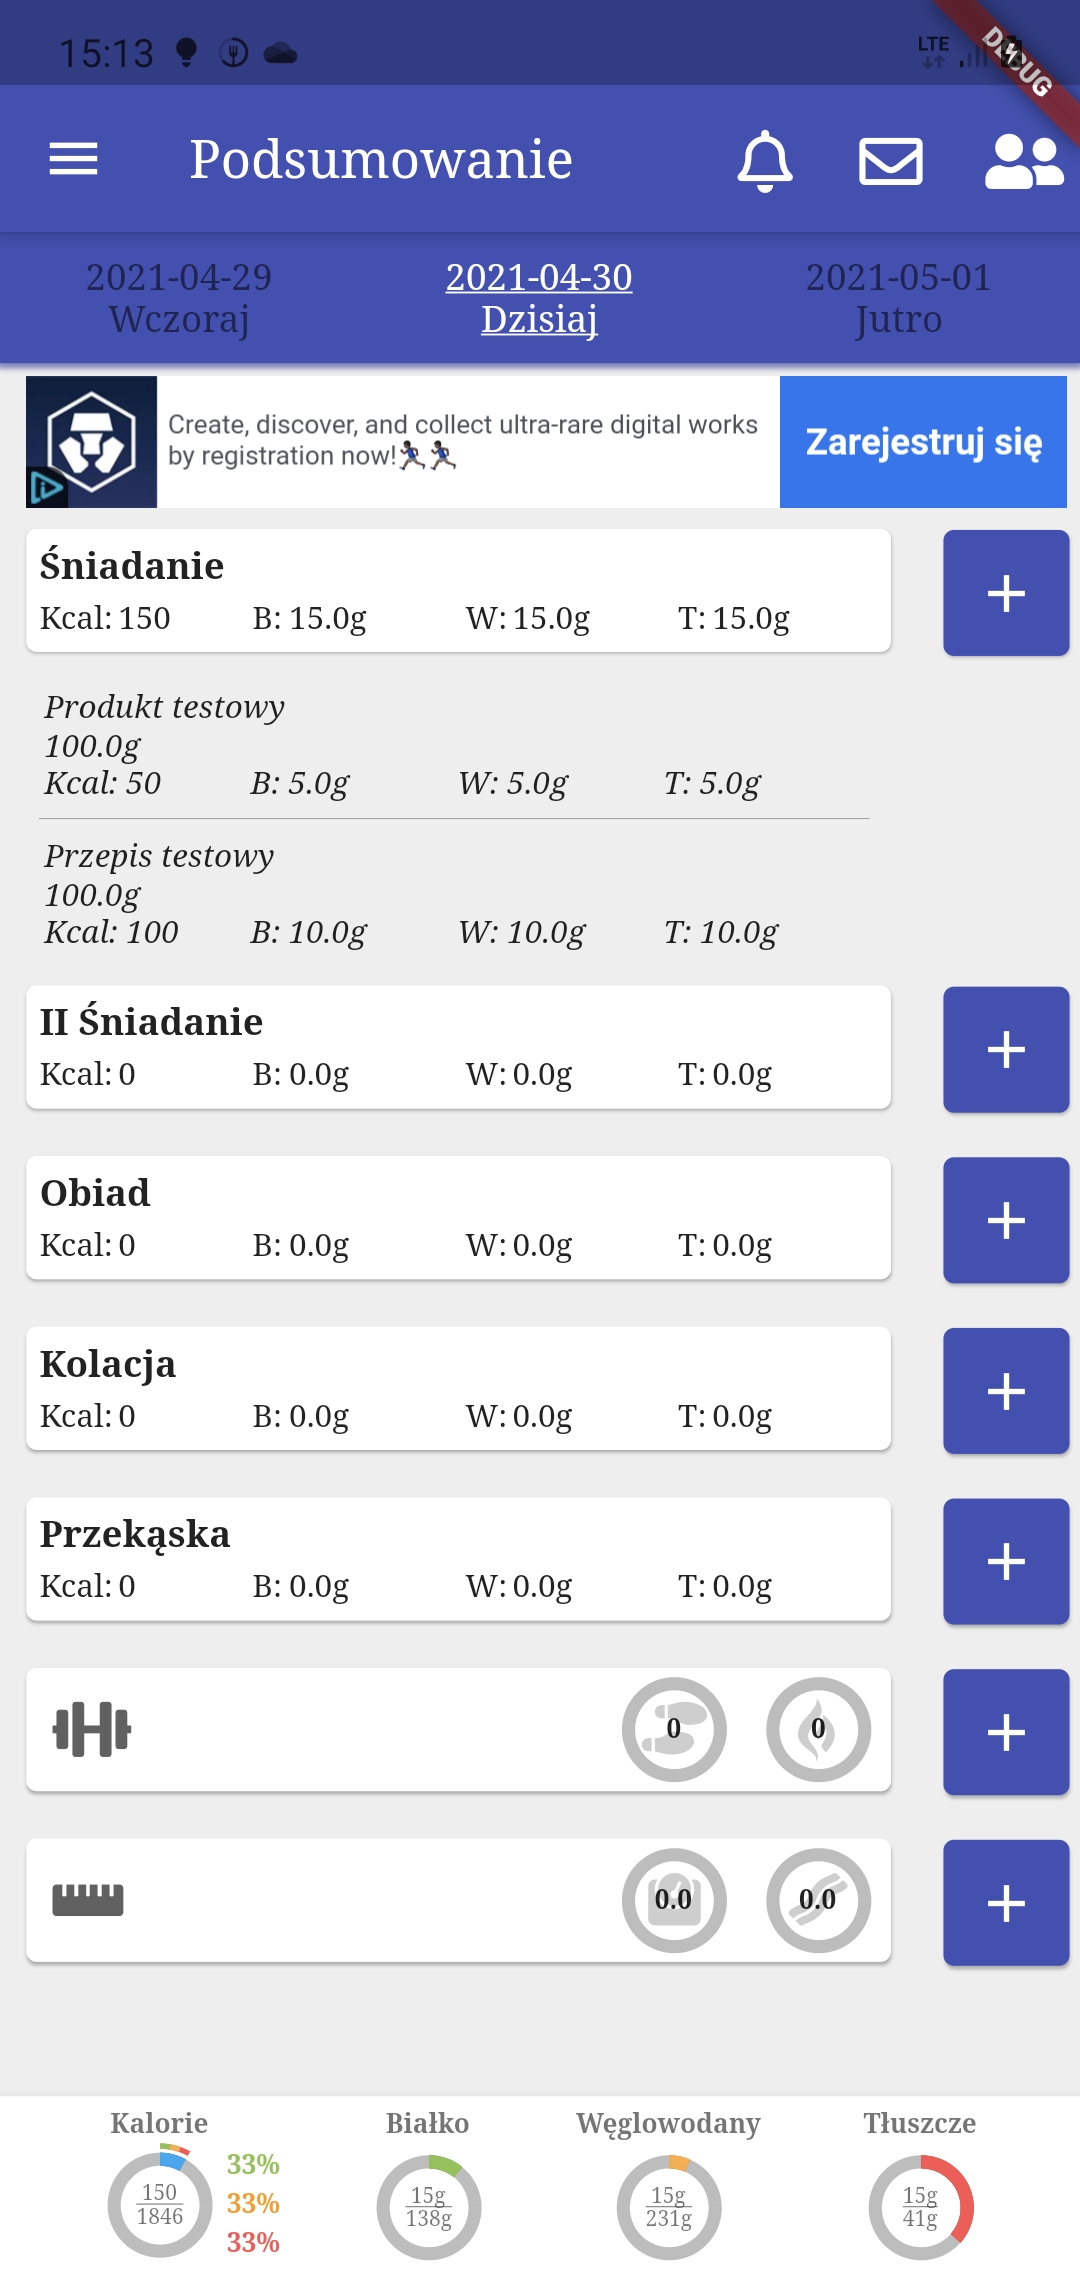 15:13
LTE
DEBUG
Podsumowanie
2021-04-29
Wczoraj
2021-04-30
Dzisiaj
2021-05-01
Jutro
Create, discover, and collect ultra-rare digital works
by registration now!🏃🏿‍♂️🏃🏿‍♂️
Zarejestruj się
Śniadanie
Kcal: 150 B: 15.0g W: 15.0g T: 15.0g
Produkt testowy
100.0g
Kcal: 50 B: 5.0g W: 5.0g T: 5.0g
Przepis testowy
100.0g
Kcal: 100 B: 10.0g W: 10.0g T: 10.0g
II Śniadanie
Kcal: 0 B: 0.0g W: 0.0g T: 0.0g
Obiad
Kcal: 0 B: 0.0g W: 0.0g T: 0.0g
Kolacja
Kcal: 0 B: 0.0g W: 0.0g T: 0.0g
Przekąska
Kcal: 0 B: 0.0g W: 0.0g T: 0.0g
0 0
0.0 0.0
Kalorie
150
1846
33%
33%
33%
Białko
15g
138g
Węglowodany
15g
231g
Tłuszcze
15g
41g